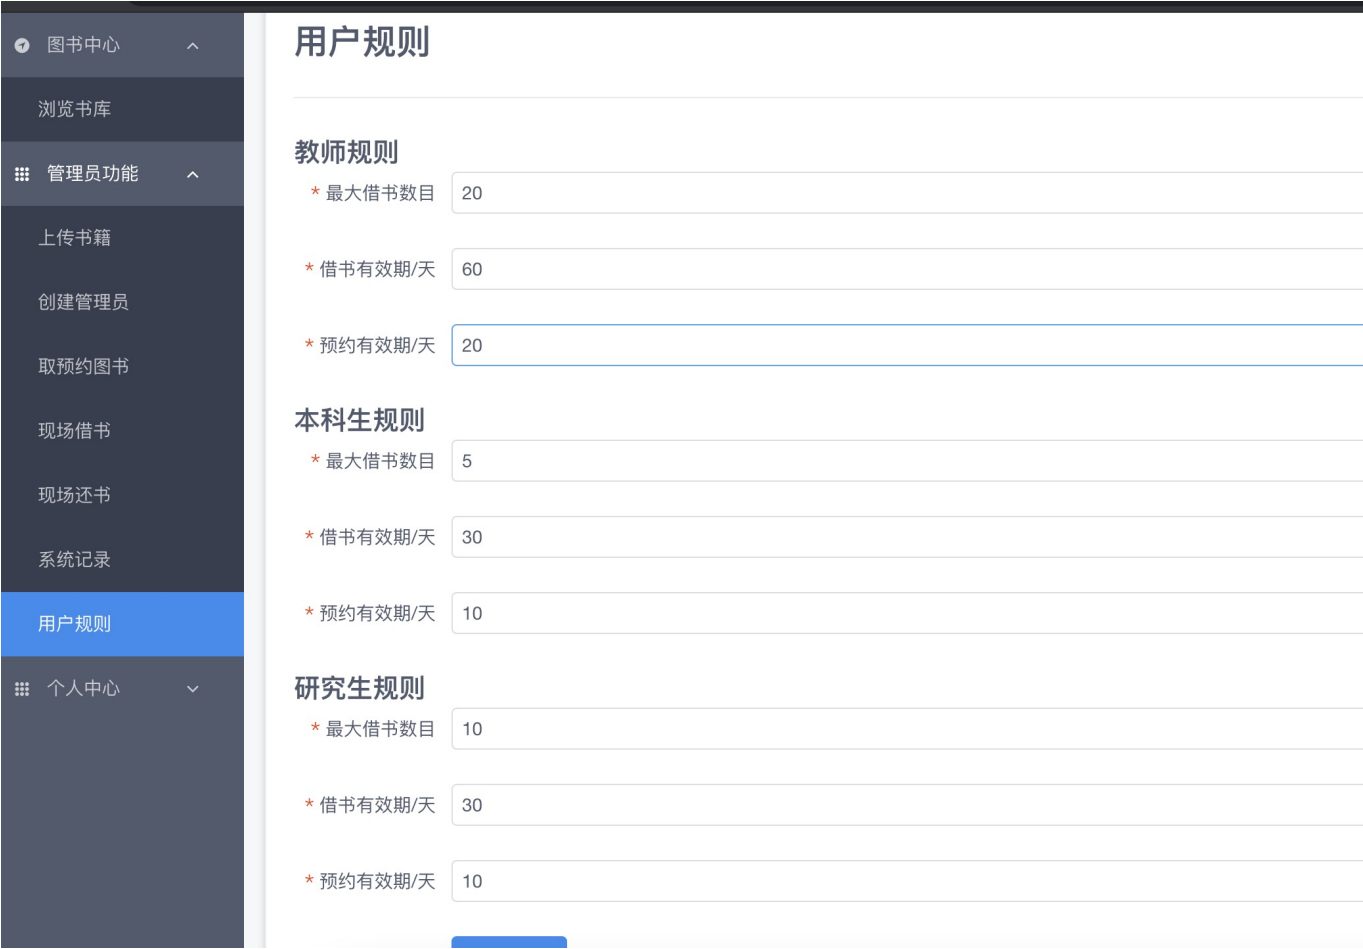 图书中心
浏览书库
管理员功能
上传书籍
创建管理员
取预约图书
现场借书
现场还书
系统记录
用户规则
个人中心
用户规则
教师规则
* 最大借书数目 20
* 借书有效期/天 60
* 预约有效期/天 20
本科生规则
* 最大借书数目 5
* 借书有效期/天 30
* 预约有效期/天 10
研究生规则
* 最大借书数目 10
* 借书有效期/天 30
* 预约有效期/天 10